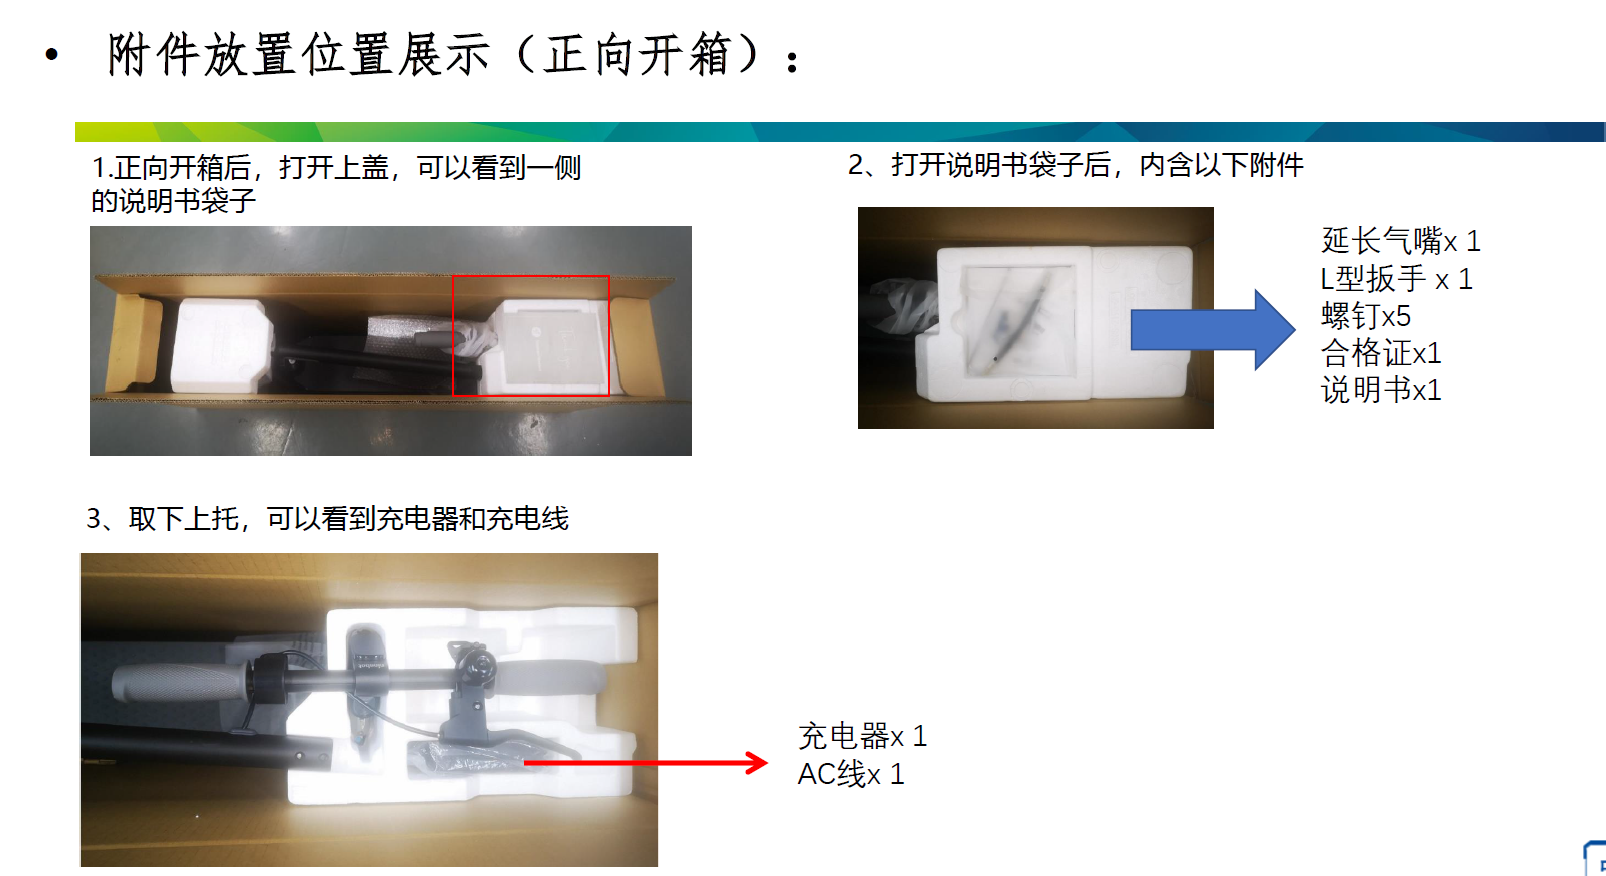 • 附件放置位置展示（正向开箱）：
1.正向开箱后，打开上盖，可以看到一侧
的说明书袋子
2、打开说明书袋子后，内含以下附件
延长气嘴x 1
L型扳手 x 1
螺钉x5
合格证x1
说明书x1
3、取下上托，可以看到充电器和充电线
充电器x 1
AC线x 1